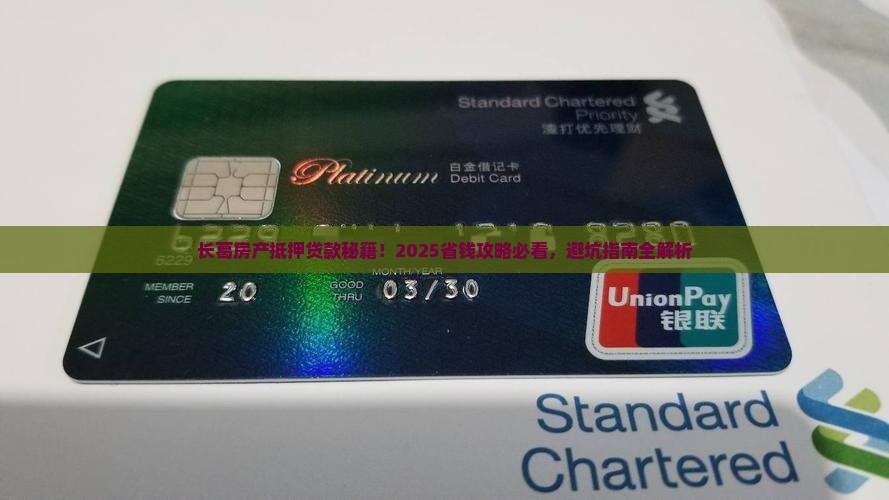 Standard Chartered
Priority
渣打优先理财
Platinum 白金借记卡
Debit Card
长葛房产抵押贷款秘籍！2025省钱攻略必看，避坑指南全解析
6229
MONTH/YEAR
MEMBER SINCE 20 GOOD THRU 03/30
UnionPay
银联
Standard
Chartered